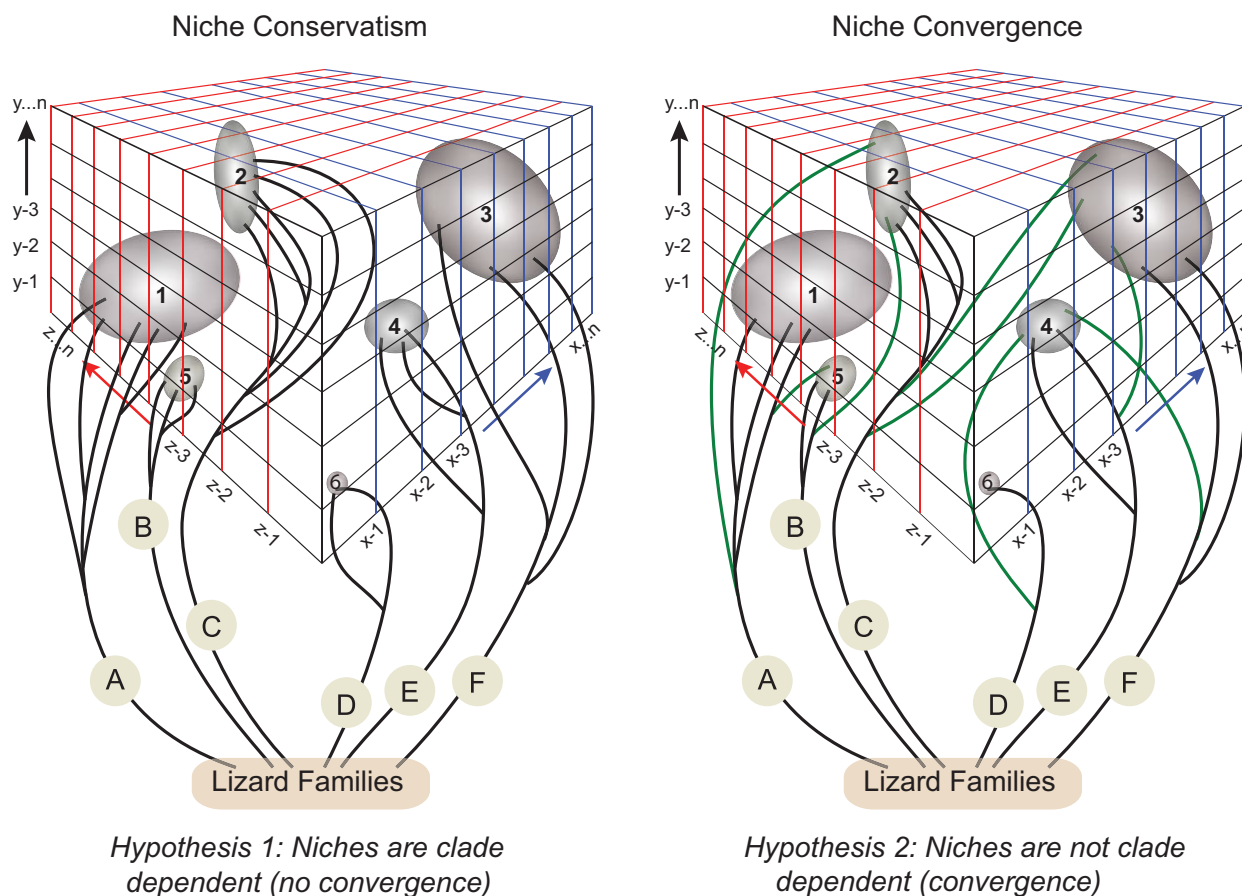 Niche Conservatism
y...n
y-3
y-2
y-1
z...n
z-3
z-2
z-1
x-1
x-2
x-3
x...n
1
2
3
4
5
6
A
B
C
D
E
F
Lizard Families
Hypothesis 1: Niches are clade
dependent (no convergence)
Niche Convergence
y...n
y-3
y-2
y-1
z...n
z-3
z-2
z-1
x-1
x-2
x-3
x...n
1
2
3
4
5
6
A
B
C
D
E
F
Lizard Families
Hypothesis 2: Niches are not clade
dependent (convergence)